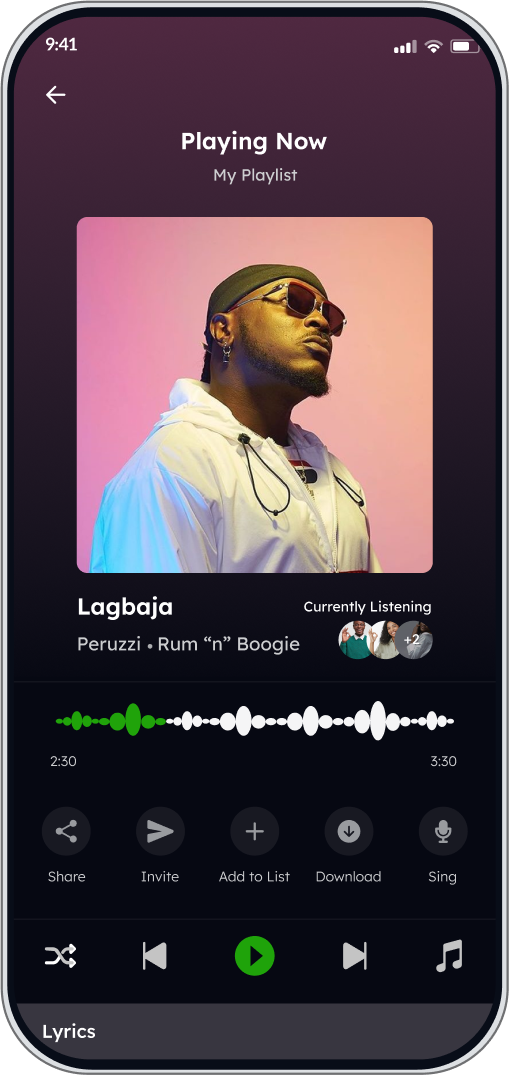 9:41
Playing Now
My Playlist
Lagbaja
Currently Listening
Peruzzi • Rum “n” Boogie
+2
2:30
3:30
Share
Invite
Add to List
Download
Sing
Lyrics